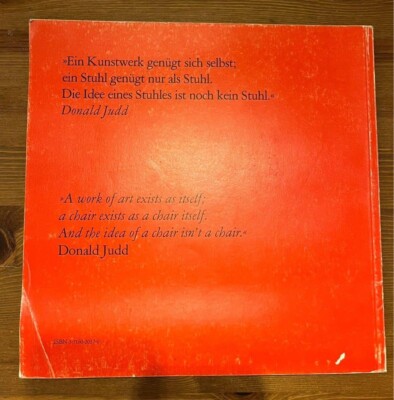 »Ein Kunstwerk genügt sich selbst;
ein Stuhl genügt nur als Stuhl.
Die Idee eines Stuhles ist noch kein Stuhl.«
Donald Judd
»A work of art exists as itself;
a chair exists as a chair itself.
And the idea of a chair isn't a chair.«
Donald Judd